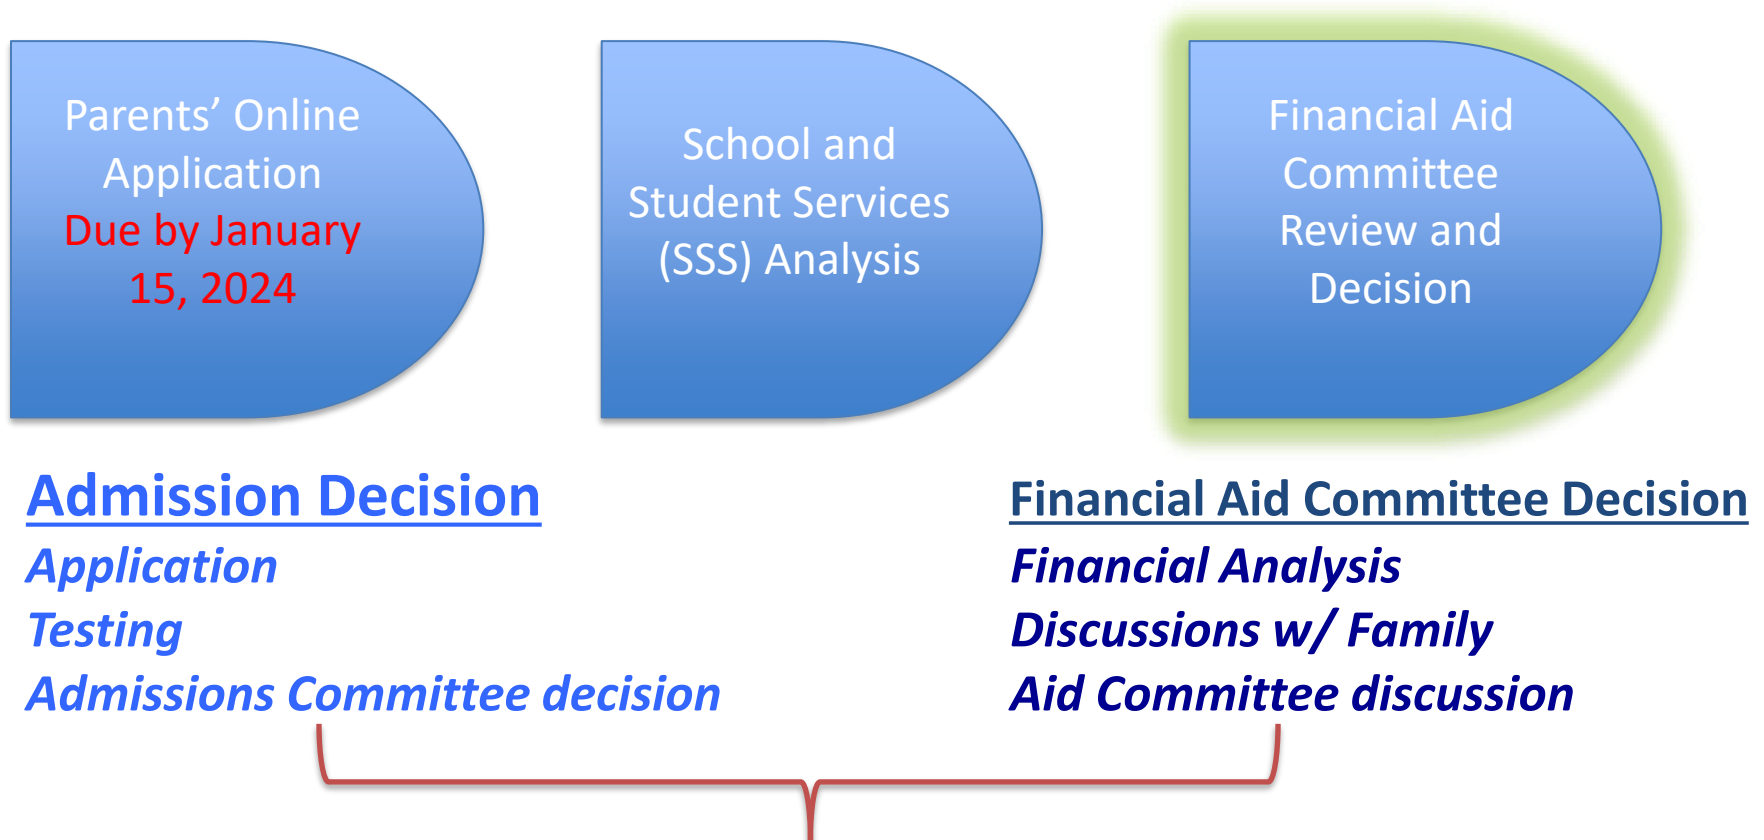 Parents’ Online
Application
Due by January
15, 2024
School and
Student Services
(SSS) Analysis
Financial Aid
Committee
Review and
Decision
Admission Decision
Application
Testing
Admissions Committee decision
Financial Aid Committee Decision
Financial Analysis
Discussions w/ Family
Aid Committee discussion